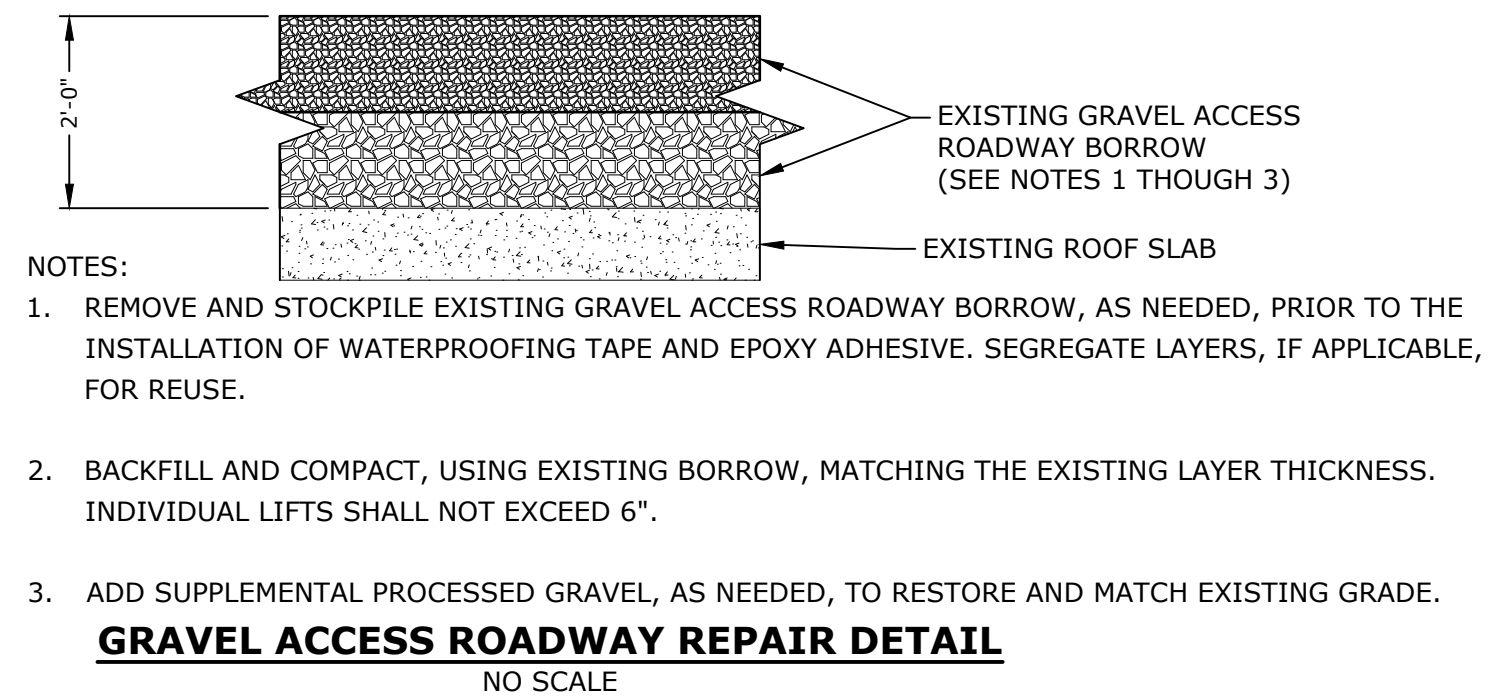 2'-0"
EXISTING GRAVEL ACCESS
ROADWAY BORROW
(SEE NOTES 1 THOUGH 3)
EXISTING ROOF SLAB
NOTES:
1. REMOVE AND STOCKPILE EXISTING GRAVEL ACCESS ROADWAY BORROW, AS NEEDED, PRIOR TO THE
INSTALLATION OF WATERPROOFING TAPE AND EPOXY ADHESIVE. SEGREGATE LAYERS, IF APPLICABLE,
FOR REUSE.
2. BACKFILL AND COMPACT, USING EXISTING BORROW, MATCHING THE EXISTING LAYER THICKNESS.
INDIVIDUAL LIFTS SHALL NOT EXCEED 6".
3. ADD SUPPLEMENTAL PROCESSED GRAVEL, AS NEEDED, TO RESTORE AND MATCH EXISTING GRADE.
GRAVEL ACCESS ROADWAY REPAIR DETAIL
NO SCALE